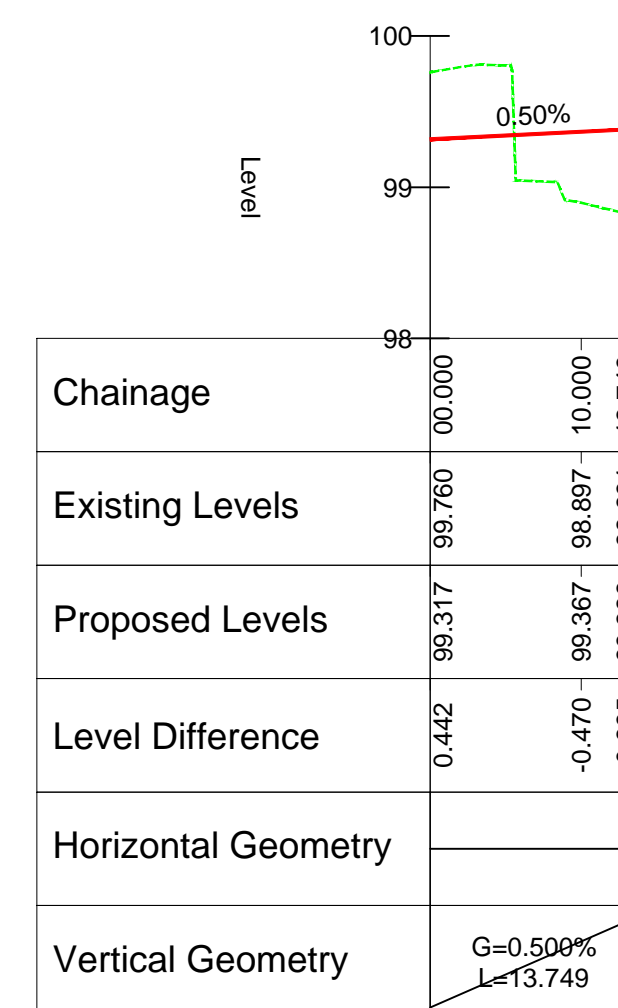 100
0.50%
Level
99
98
Chainage
00.000
10.000
Existing Levels
99.760
98.897
Proposed Levels
99.317
99.367
Level Difference
0.442
-0.470
Horizontal Geometry
Vertical Geometry
G=0.500%
L=13.749